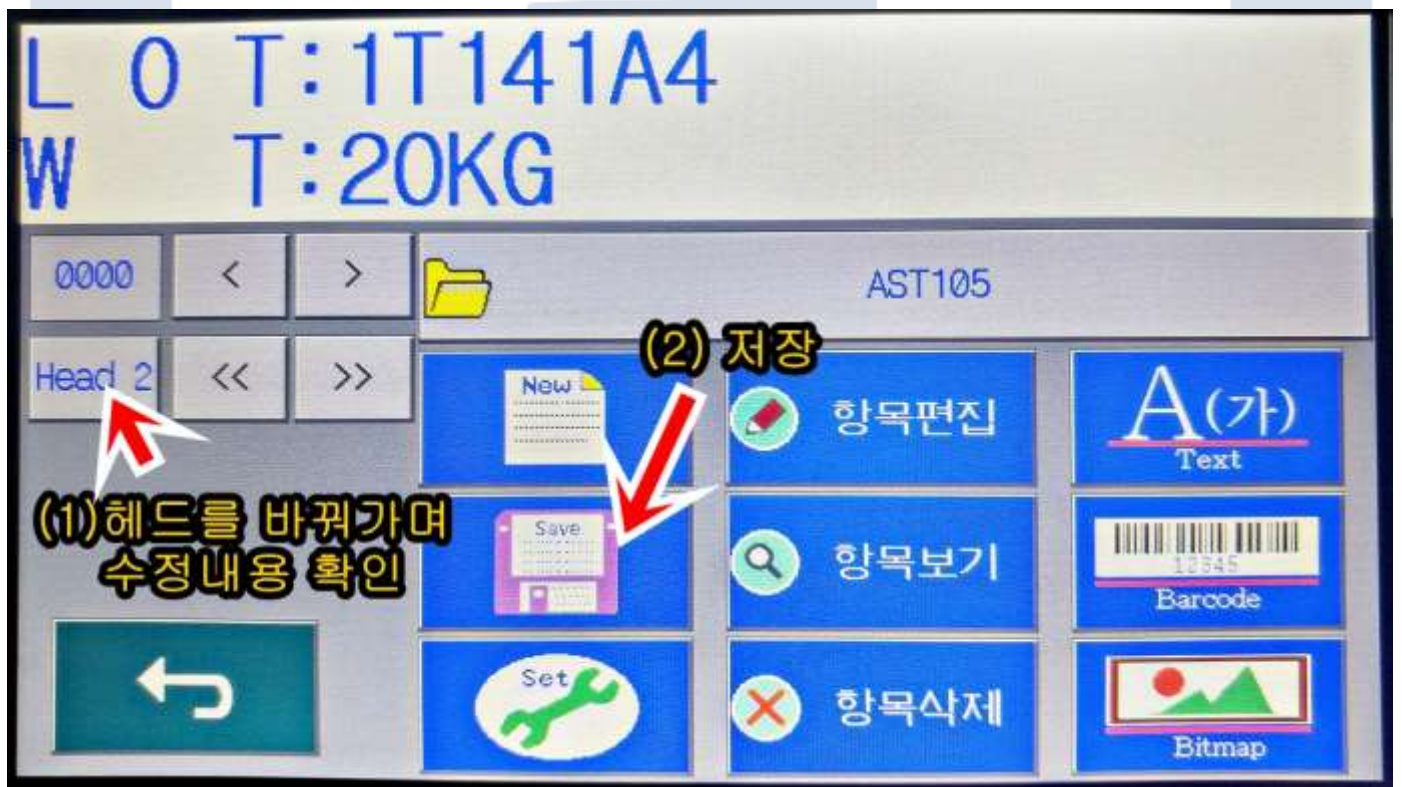 L O T:1T141A4
W T:20KG
0000 < > AST105
(2) 저장
Head 2 << >>
New
항목편집
A(가)
Text
(1)헤드를 바꿔가며
수정내용 확인
Save
항목보기
12345
Barcode
Set
항목삭제
Bitmap